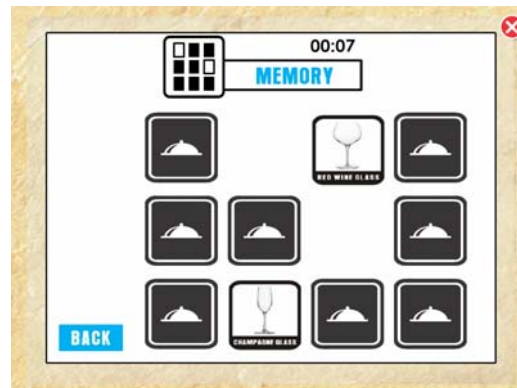 00:07
MEMORY
RED WINE GLASS
CHAMPAGNE GLASS
BACK